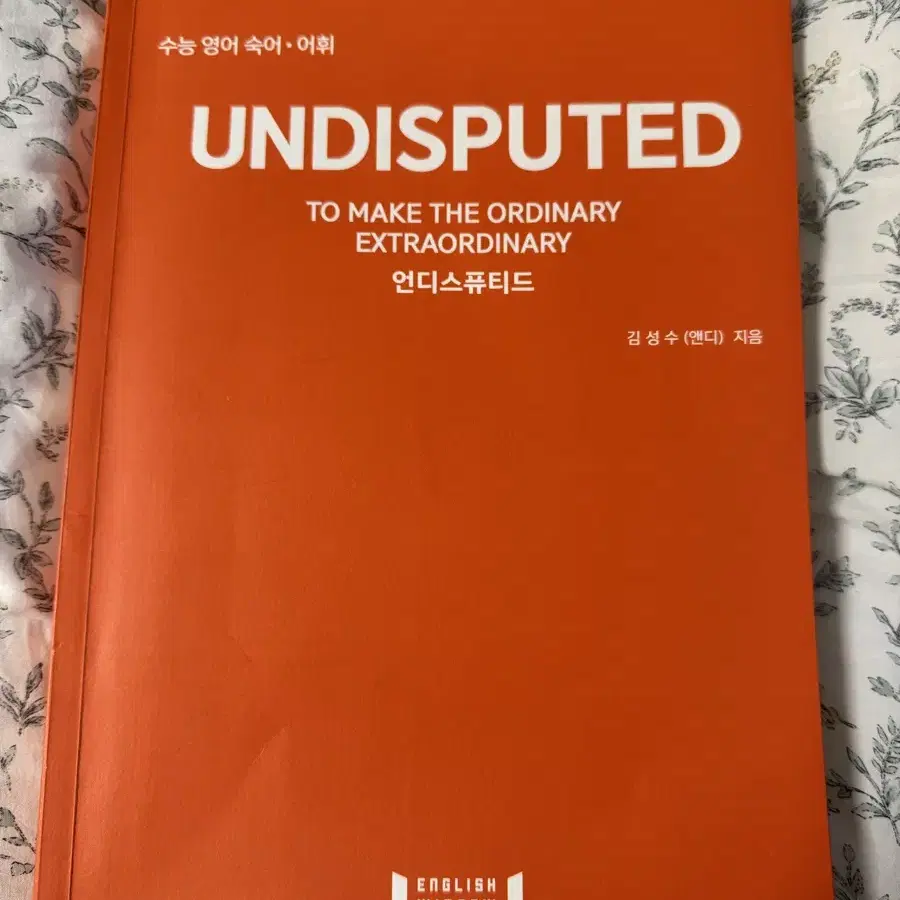 수능 영어 숙어·어휘
UNDISPUTED
TO MAKE THE ORDINARY
EXTRAORDINARY
언디스퓨티드
김성수(앤디) 지음
ENGLISH